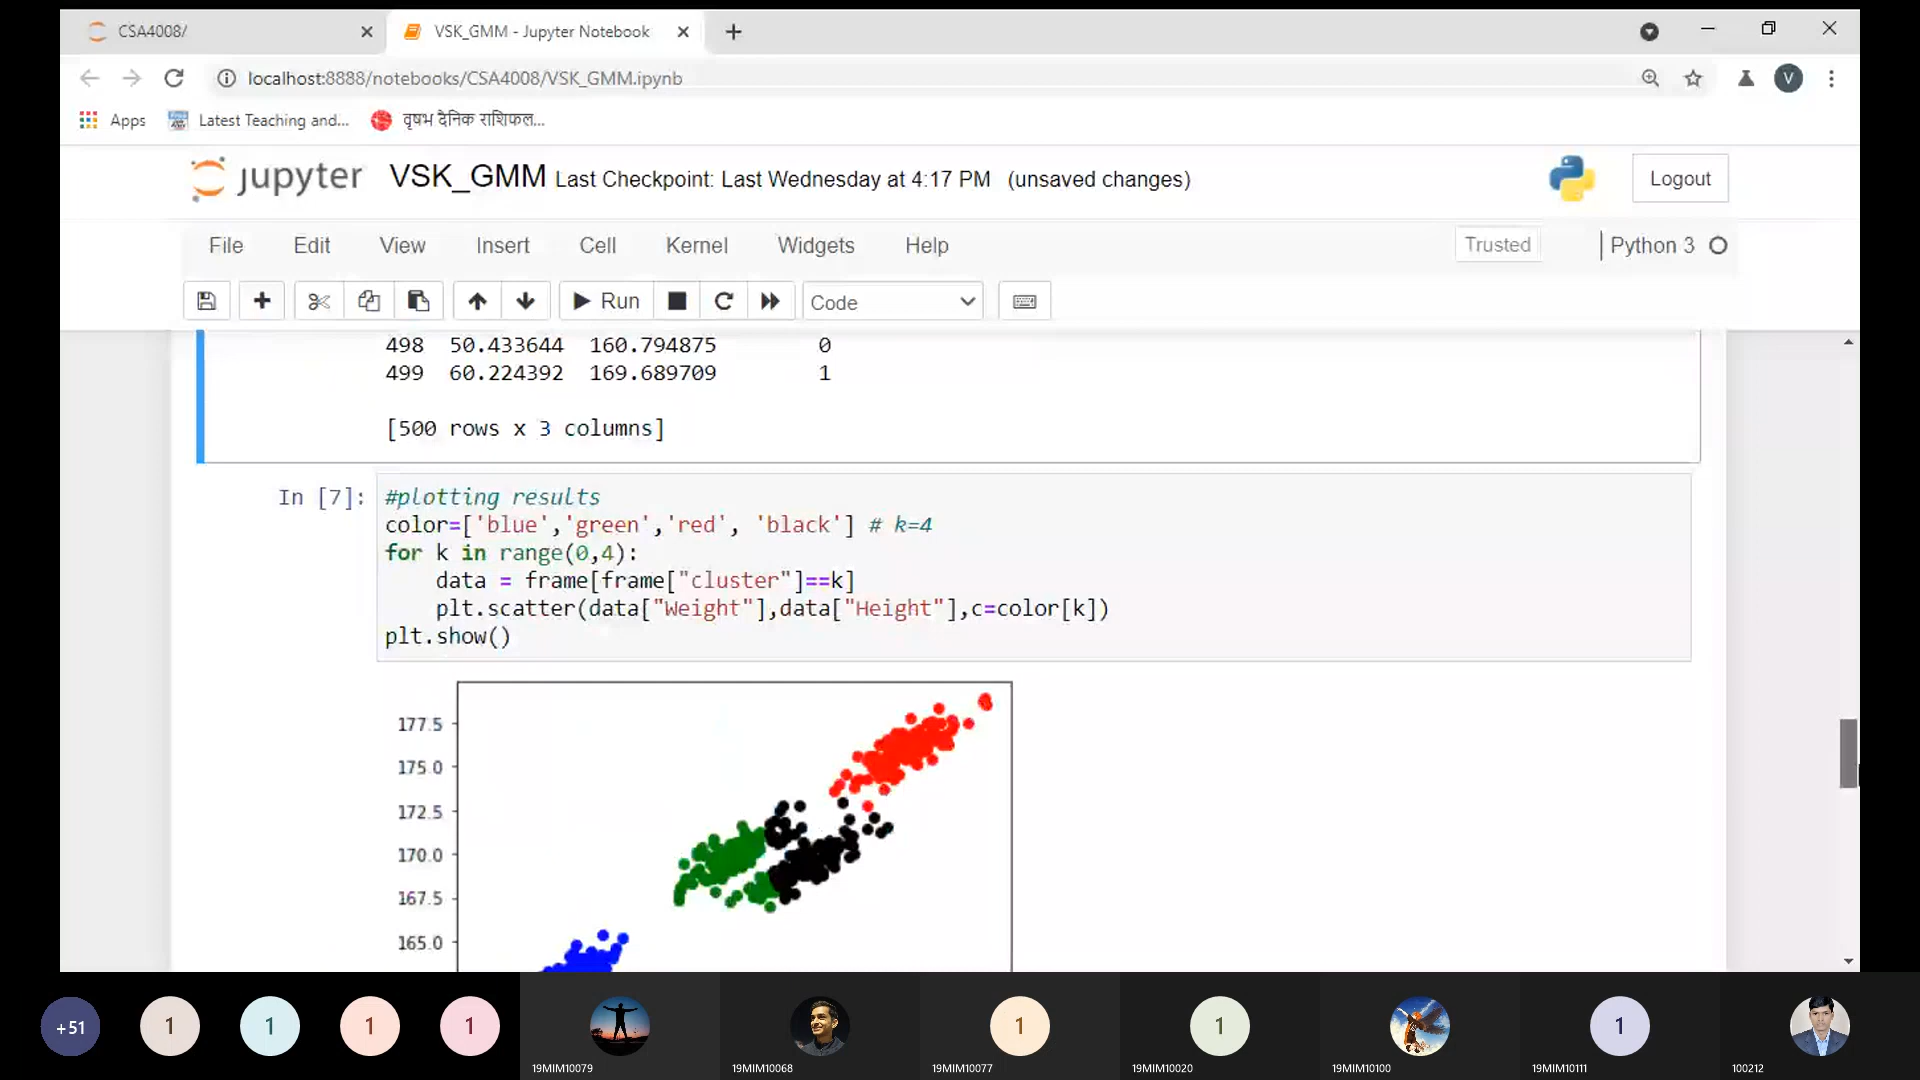 CSA4008/
VSK_GMM - Jupyter Notebook
localhost:8888/notebooks/CSA4008/VSK_GMM.ipynb
V
Apps
Latest Teaching and...
वृषभ दैनिक राशिफल...
jupyter
VSK_GMM Last Checkpoint: Last Wednesday at 4:17 PM (unsaved changes)
Logout
File Edit View Insert Cell Kernel Widgets Help
Trusted
Python 3
Run
Code
498 50.433644 160.794875 0
499 60.224392 169.689709 1
[500 rows x 3 columns]
In [7]:
#plotting results
color=['blue','green','red', 'black'] # k=4
for k in range(0,4):
    data = frame[frame["cluster"]==k]
    plt.scatter(data["Weight"],data["Height"],c=color[k])
plt.show()
177.5
175.0
172.5
170.0
167.5
165.0
+51
1
1
1
1
1
1
1
19MIM10079
19MIM10068
19MIM10077
19MIM10020
19MIM10100
19MIM10111
100212